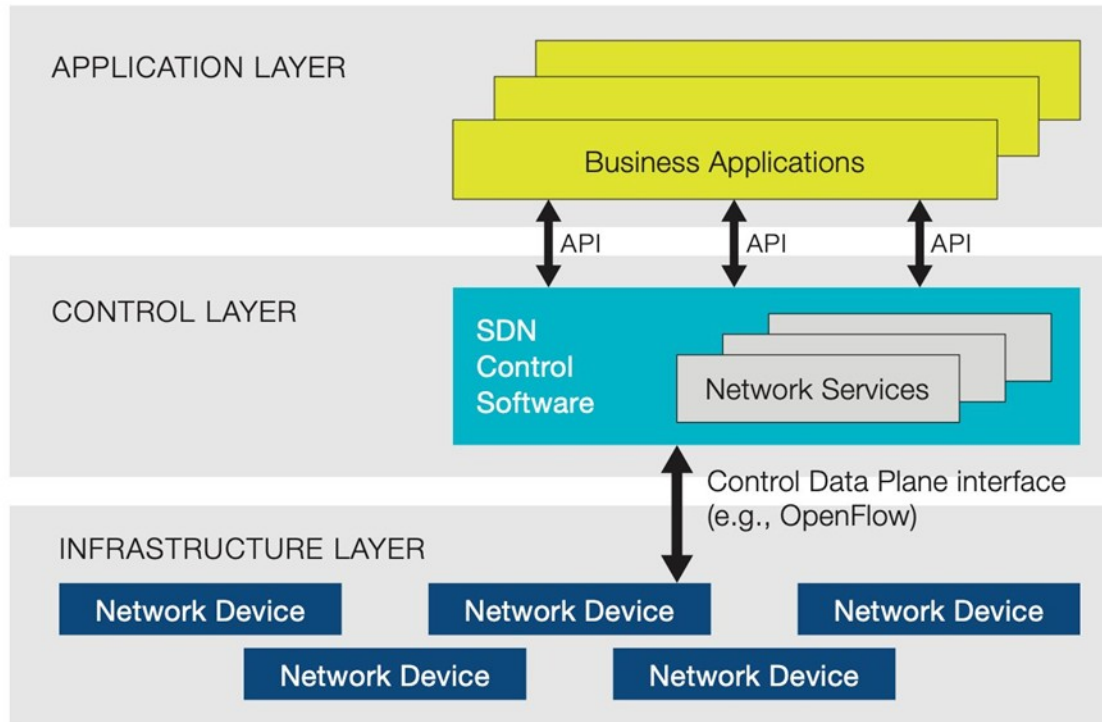 APPLICATION LAYER
Business Applications
API
API
API
CONTROL LAYER
SDN
Control
Software
Network Services
Control Data Plane interface
(e.g., OpenFlow)
INFRASTRUCTURE LAYER
Network Device
Network Device
Network Device
Network Device
Network Device